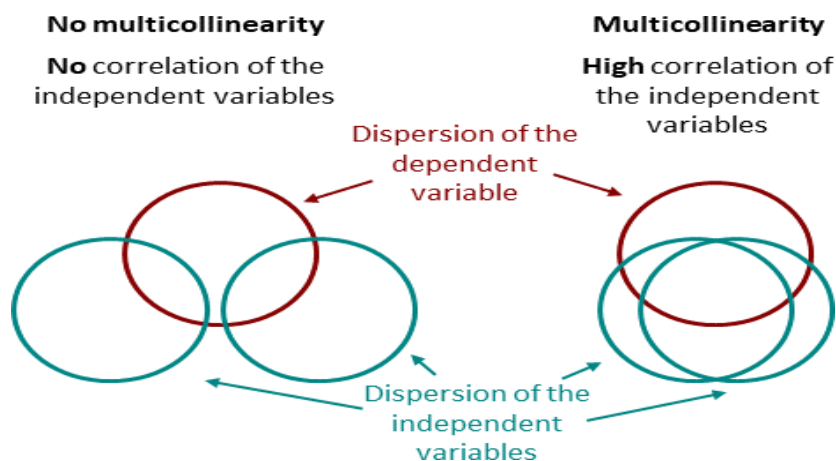 No multicollinearity
No correlation of the
independent variables
Multicollinearity
High correlation of
the independent
variables
Dispersion of the
dependent
variable
Dispersion of the
independent
variables